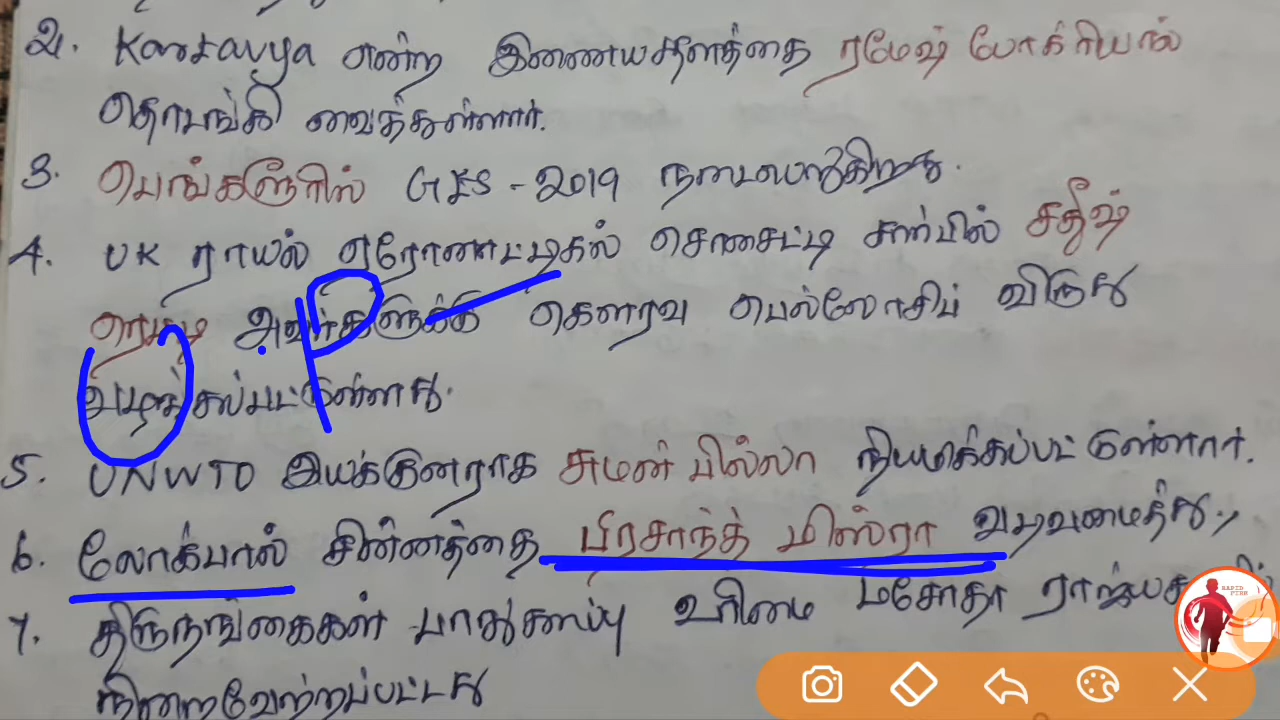 2. Kartavya என்ற இணையதளத்தை ரமேஷ் போக்ரியால்
தொடங்கி வைத்துள்ளார்.
3. பெங்களூரில் GES - 2019 நடைபெறுகிறது.
4. UK ராயல் ஏரோனாட்டிகல் சொசைட்டி சார்பில் சதீஷ்
ரெட்டி அவர்களுக்கு கௌரவ பெல்லோசிப் விருது
வழங்கப்பட்டுள்ளது.
5. UNWTO இயக்குனராக சுமன் பில்லா நியமிக்கப்பட்டுள்ளார்.
6. லோக்பால் சின்னத்தை பிரசாந்த் மிஸ்ரா வடிவமைத்து,
7. திருநங்கைகள் பாதுகாப்பு உரிமை மசோதா
நிறைவேற்றப்பட்டது
RAPID